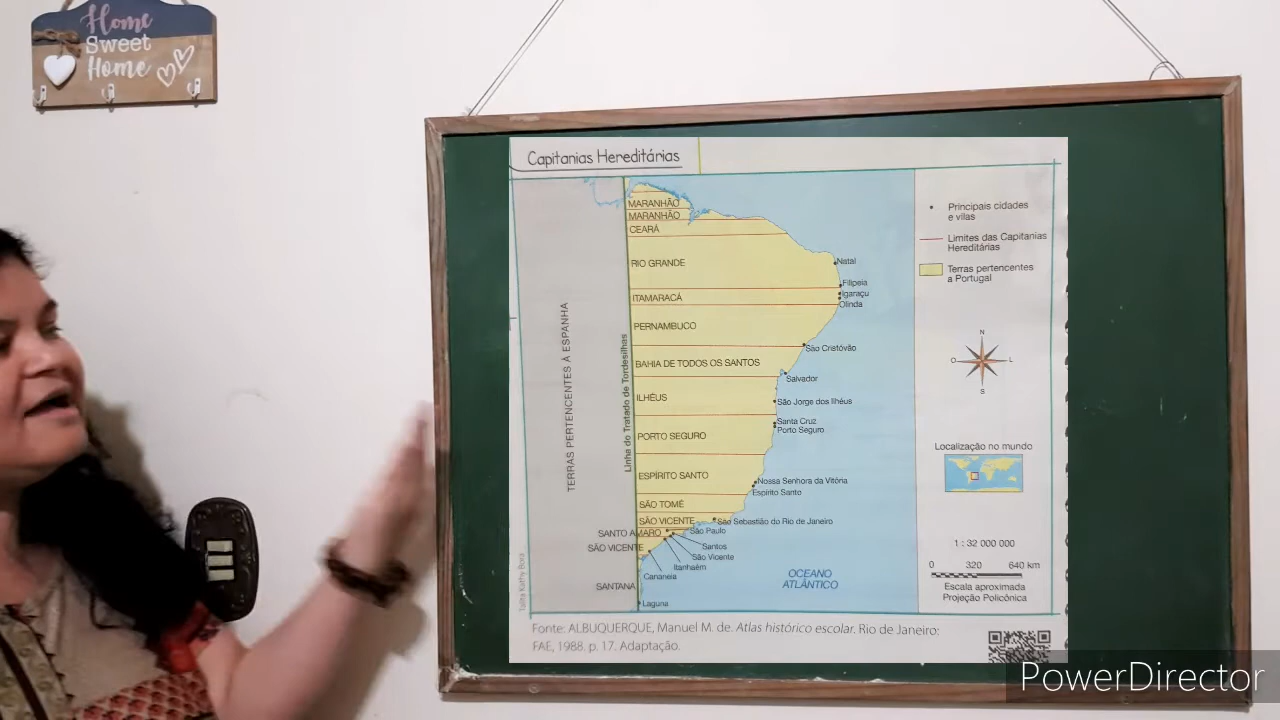 Home
Sweet
Home
Capitanias Hereditárias
MARANHÃO
MARANHÃO
CEARÁ
RIO GRANDE
ITAMARACÁ
PERNAMBUCO
BAHIA DE TODOS OS SANTOS
ILHÉUS
PORTO SEGURO
ESPÍRITO SANTO
SÃO TOMÉ
SÃO VICENTE
SANTO AMARO
SÃO VICENTE
SANTANA
TERRAS PERTENCENTES À ESPANHA
Linha do Tratado de Tordesilhas
Natal
Filipeia
Igaraçu
Olinda
São Cristóvão
Salvador
São Jorge dos Ilhéus
Santa Cruz
Porto Seguro
Nossa Senhora da Vitória
Espírito Santo
São Sebastião do Rio de Janeiro
São Paulo
Santos
São Vicente
Itanhaém
Cananeia
Laguna
OCEANO
ATLÂNTICO
Principais cidades
e vilas
Limites das Capitanias
Hereditárias
Terras pertencentes
a Portugal
N
O
L
S
Localização no mundo
1 : 32 000 000
0 320 640 km
Escala aproximada
Projeção Policônica
Talita Kathy Bora
Fonte: ALBUQUERQUE, Manuel M. de. Atlas histórico escolar. Rio de Janeiro:
FAE, 1988. p. 17. Adaptação.
PowerDirector